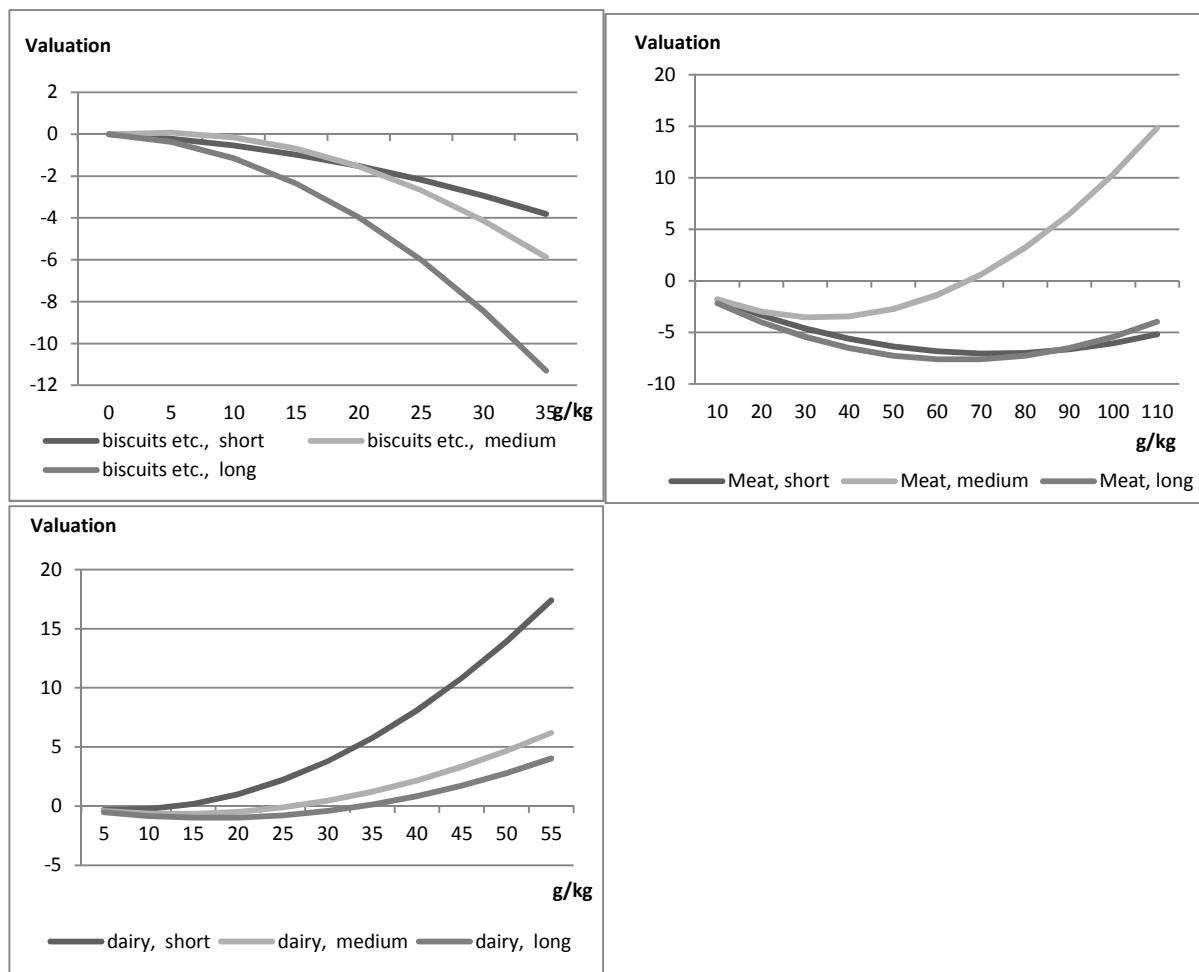 Valuation
2
0
-2
-4
-6
-8
-10
-12
0 5 10 15 20 25 30 35
g/kg
biscuits etc., short biscuits etc., medium
biscuits etc., long
Valuation
20
15
10
5
0
-5
-10
10 20 30 40 50 60 70 80 90 100 110
g/kg
Meat, short Meat, medium Meat, long
Valuation
20
15
10
5
0
-5
5 10 15 20 25 30 35 40 45 50 55
g/kg
dairy, short dairy, medium dairy, long